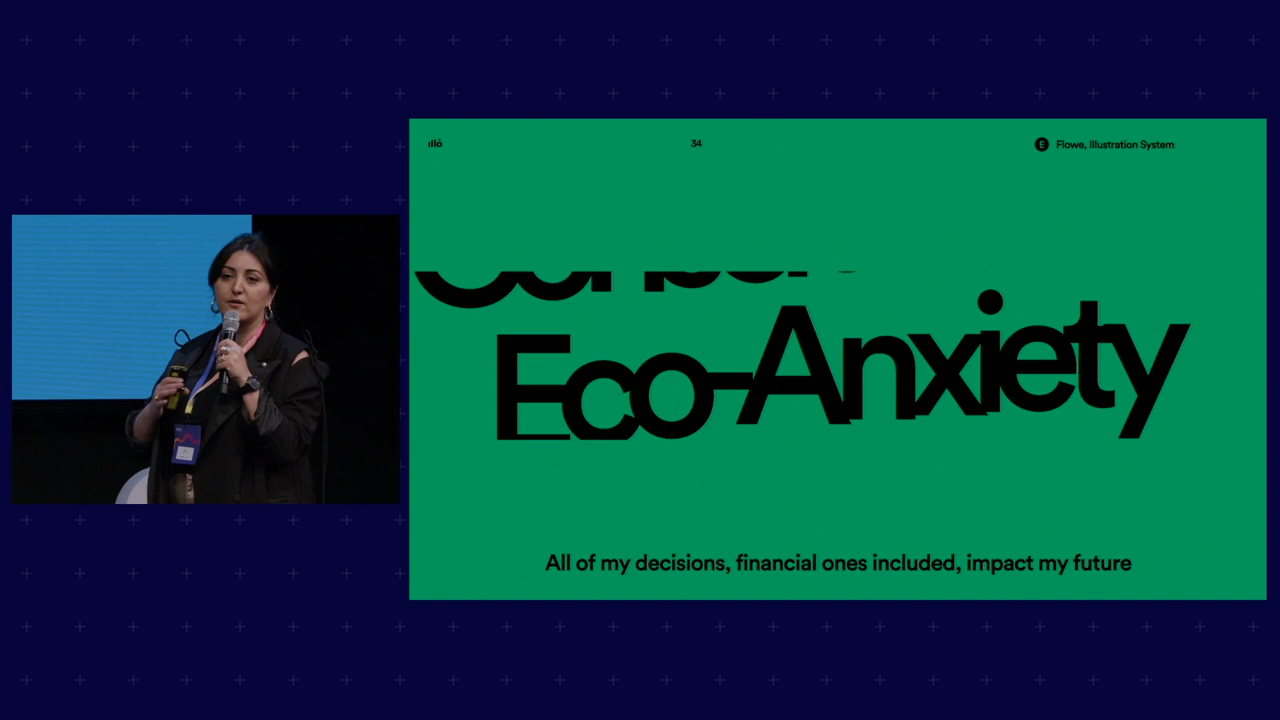 illo
34
E Flowe, Illustration System
Eco-Anxiety
All of my decisions, financial ones included, impact my future